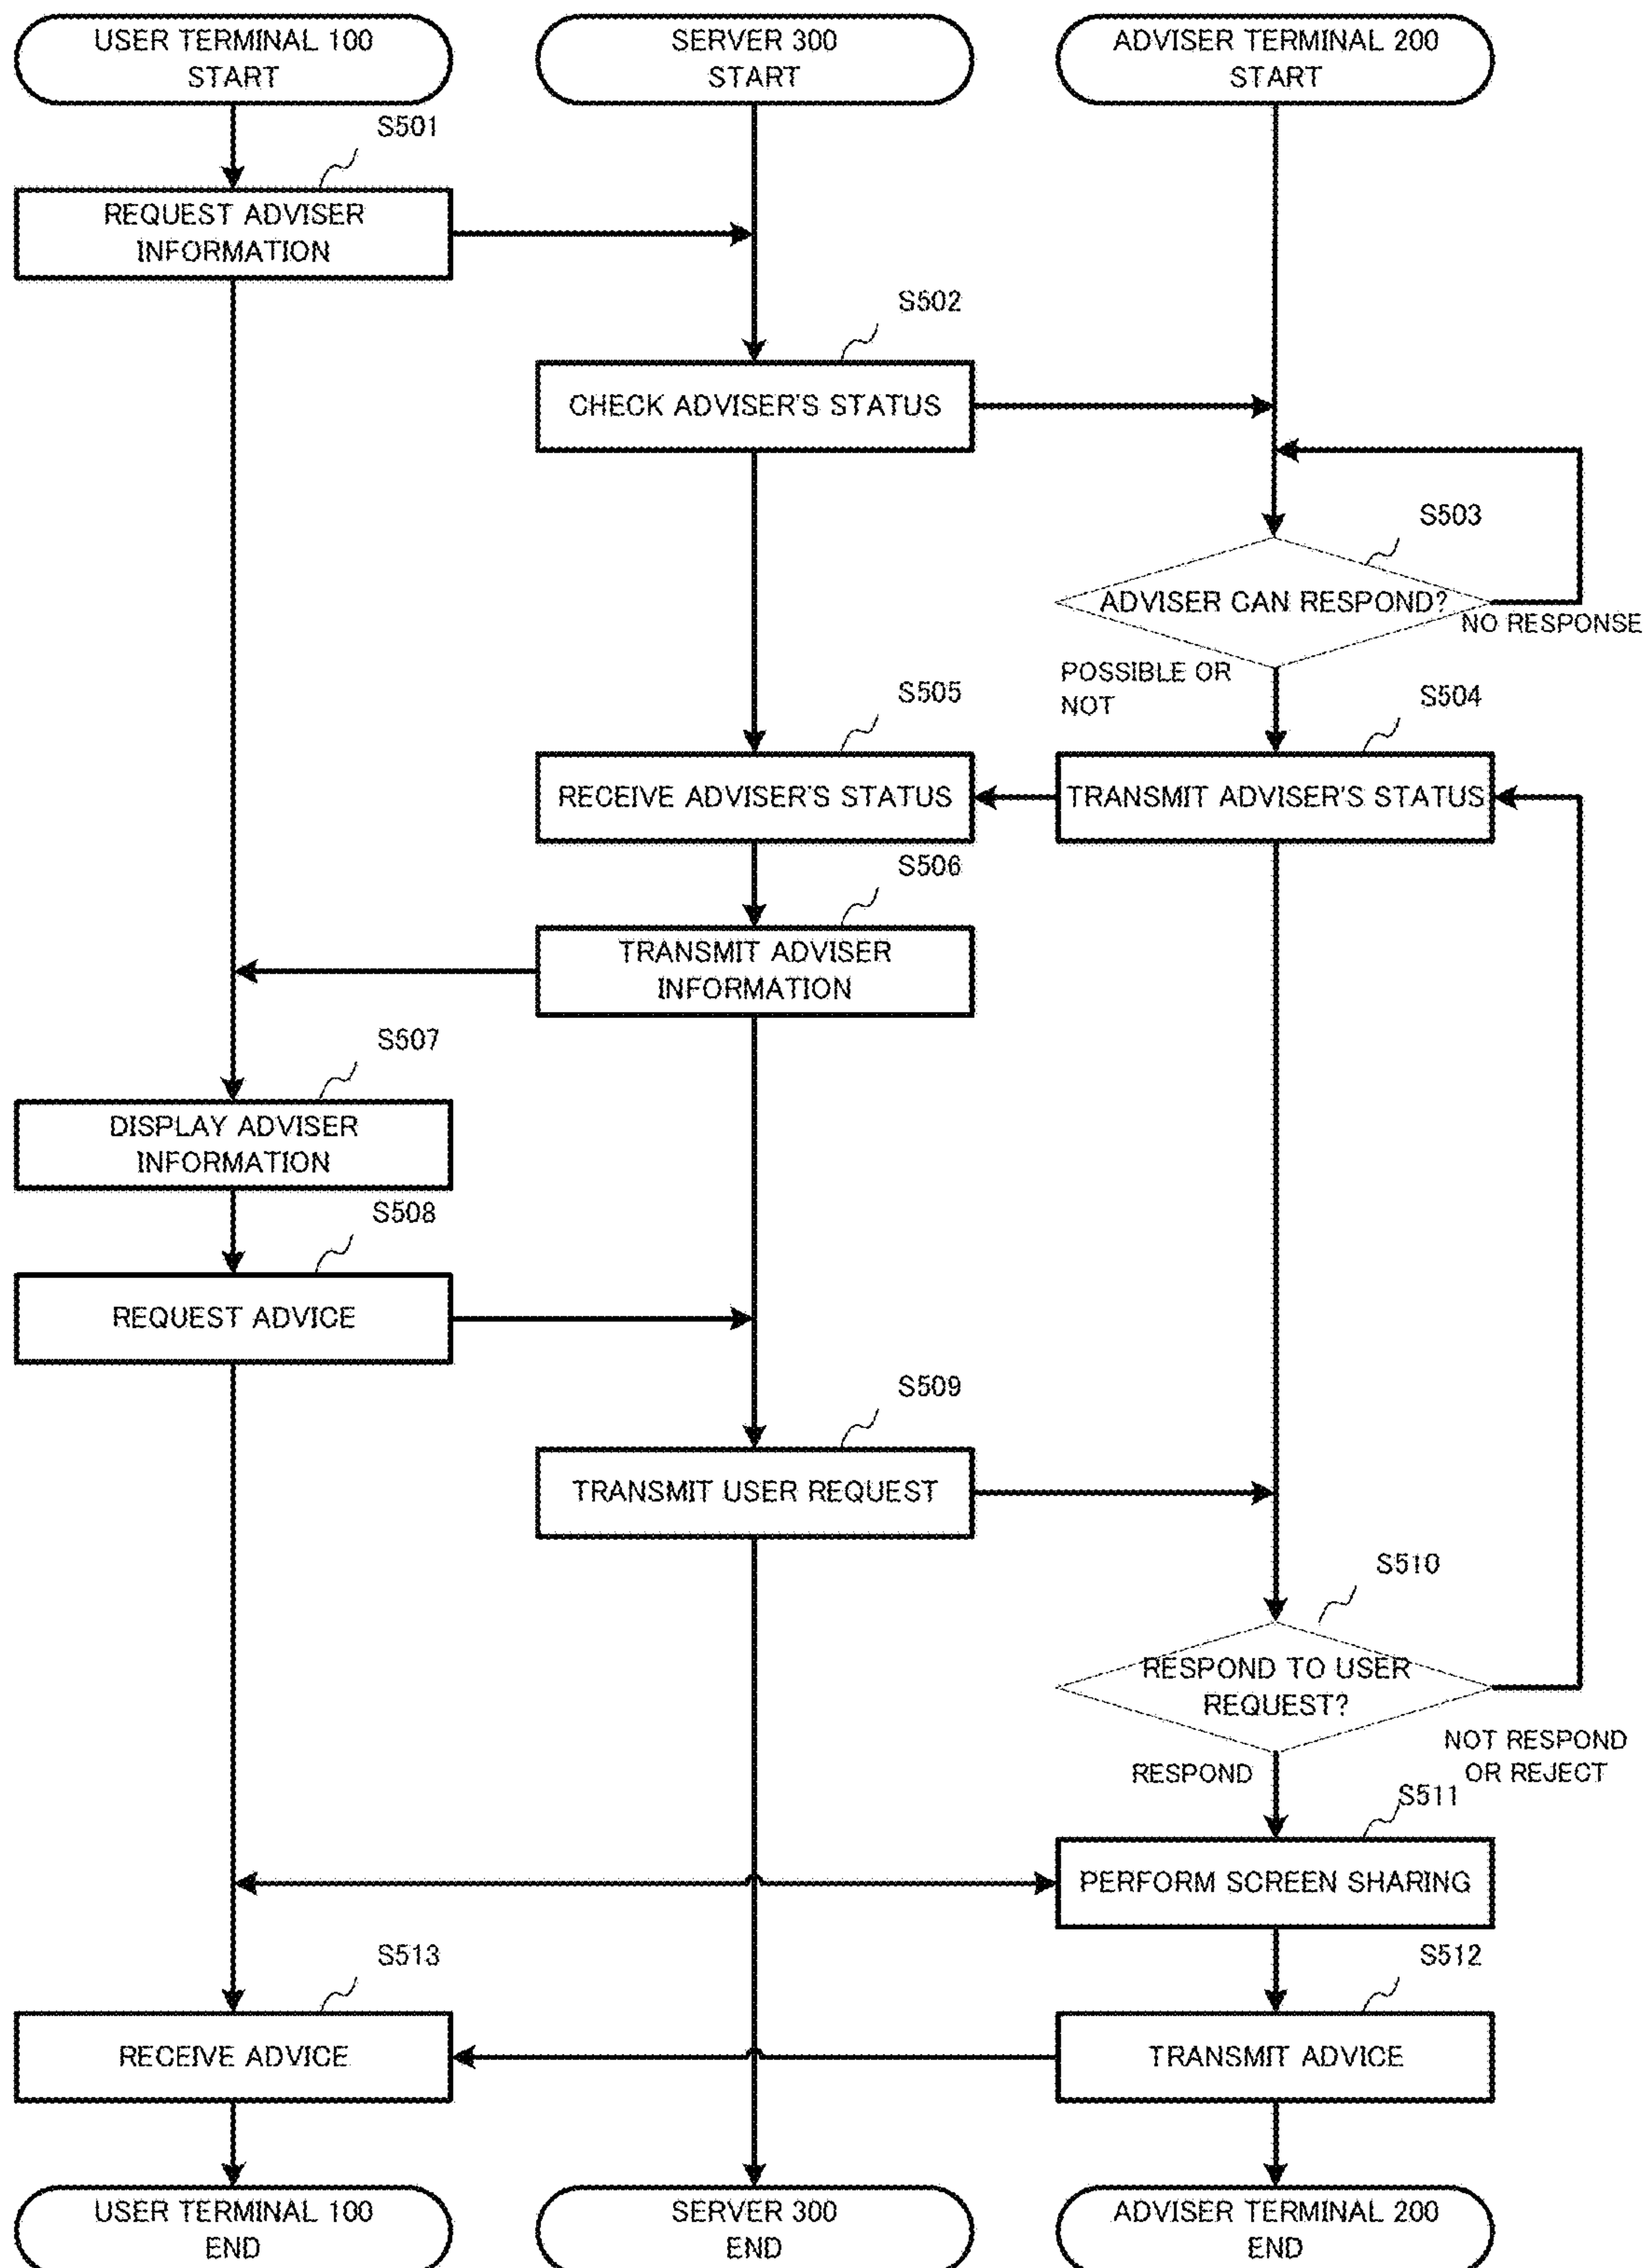 USER TERMINAL 100
START
SERVER 300
START
ADVISER TERMINAL 200
START
S501
REQUEST ADVISER
INFORMATION
S502
CHECK ADVISER'S STATUS
S503
ADVISER CAN RESPOND?
NO RESPONSE
POSSIBLE OR
NOT
S504
S505
RECEIVE ADVISER'S STATUS
TRANSMIT ADVISER'S STATUS
S506
TRANSMIT ADVISER
INFORMATION
S507
DISPLAY ADVISER
INFORMATION
S508
REQUEST ADVICE
S509
TRANSMIT USER REQUEST
S510
RESPOND TO USER
REQUEST?
NOT RESPOND
OR REJECT
RESPOND
S511
PERFORM SCREEN SHARING
S513
S512
RECEIVE ADVICE
TRANSMIT ADVICE
USER TERMINAL 100
END
SERVER 300
END
ADVISER TERMINAL 200
END